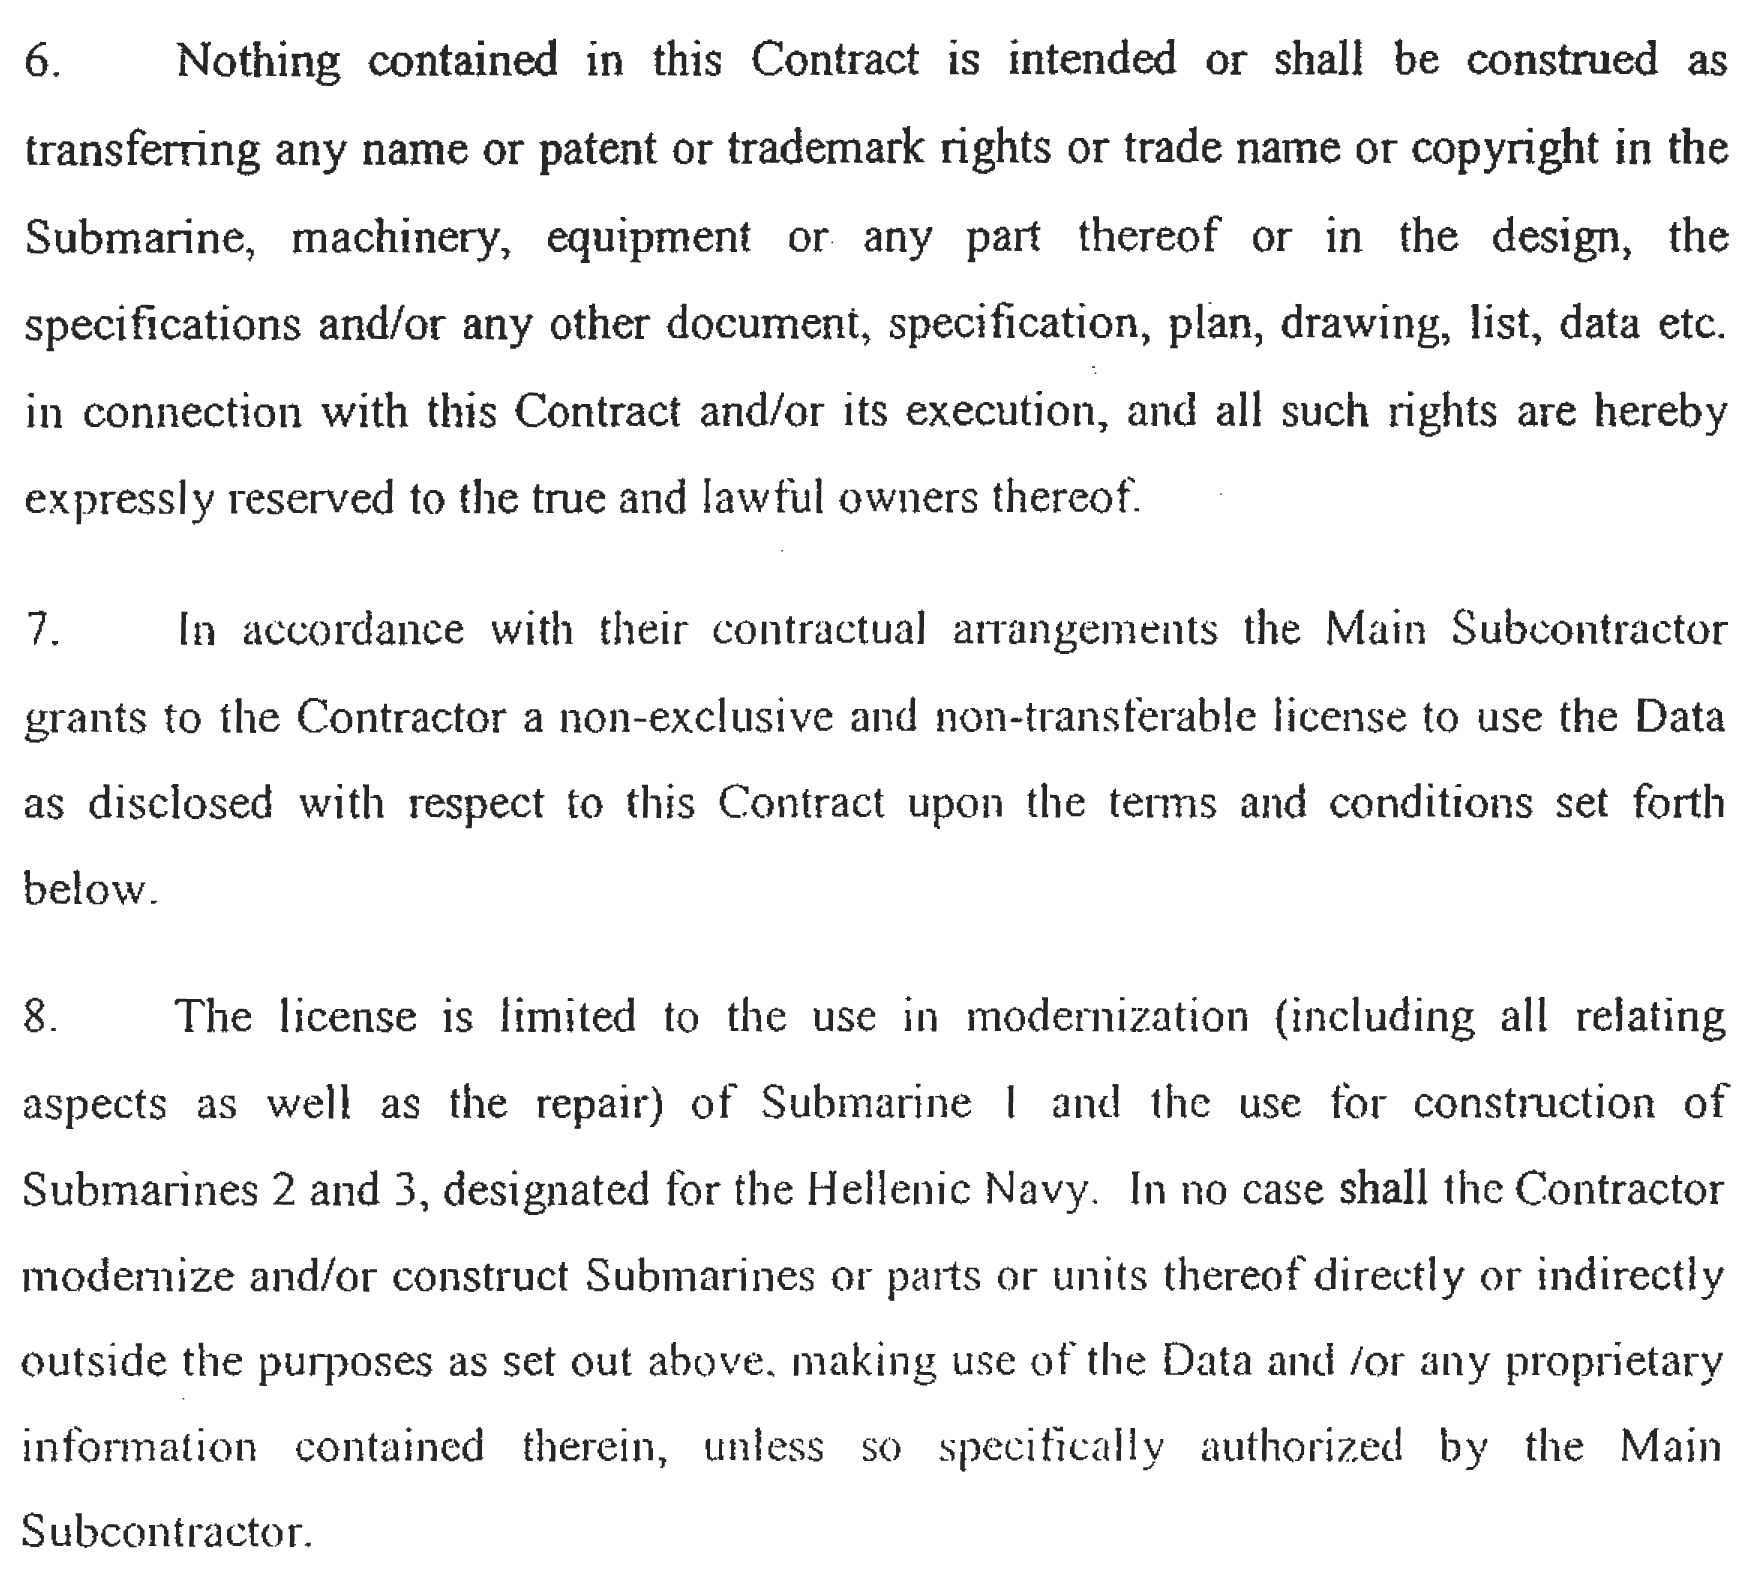 6. Nothing contained in this Contract is intended or shall be construed as
transferring any name or patent or trademark rights or trade name or copyright in the
Submarine, machinery, equipment or any part thereof or in the design, the
specifications and/or any other document, specification, plan, drawing, list, data etc.
in connection with this Contract and/or its execution, and all such rights are hereby
expressly reserved to the true and lawful owners thereof.
7. In accordance with their contractual arrangements the Main Subcontractor
grants to the Contractor a non-exclusive and non-transferable license to use the Data
as disclosed with respect to this Contract upon the terms and conditions set forth
below.
8. The license is limited to the use in modernization (including all relating
aspects as well as the repair) of Submarine 1 and the use for construction of
Submarines 2 and 3, designated for the Hellenic Navy. In no case shall the Contractor
modernize and/or construct Submarines or parts or units thereof directly or indirectly
outside the purposes as set out above, making use of the Data and /or any proprietary
information contained therein, unless so specifically authorized by the Main
Subcontractor.